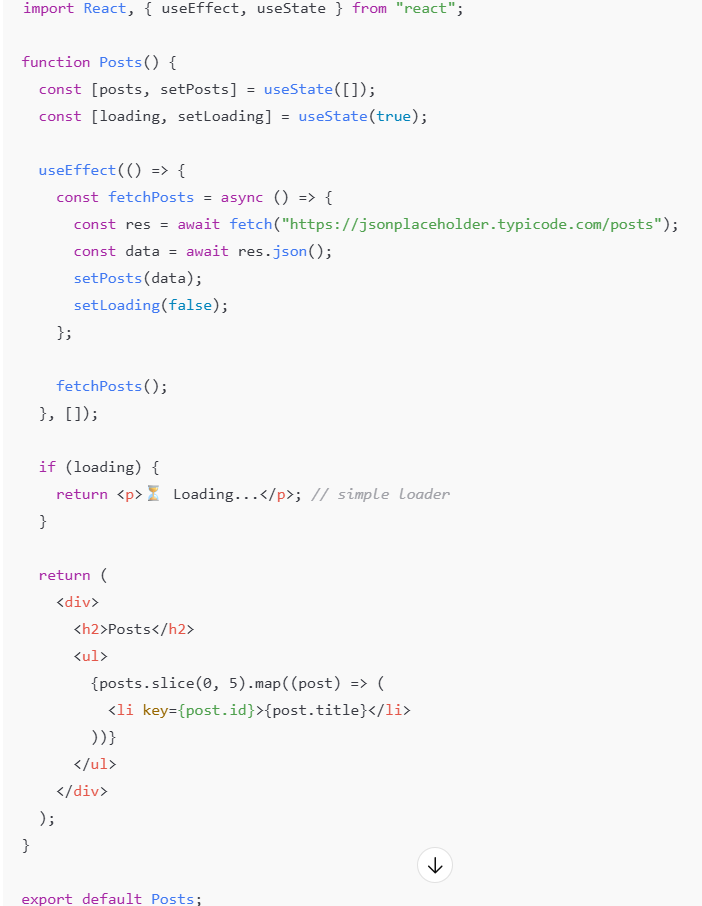 import React, { useEffect, useState } from "react";
function Posts() {
const [posts, setPosts] = useState([]);
const [loading, setLoading] = useState(true);
useEffect(() => {
const fetchPosts = async () => {
const res = await fetch("https://jsonplaceholder.typicode.com/posts");
const data = await res.json();
setPosts(data);
setLoading(false);
};
fetchPosts();
}, []);
if (loading) {
return <p>⏳ Loading...</p>; // simple loader
}
return (
<div>
<h2>Posts</h2>
<ul>
{posts.slice(0, 5).map((post) => (
<li key={post.id}>{post.title}</li>
))}
</ul>
</div>
);
}
export default Posts;